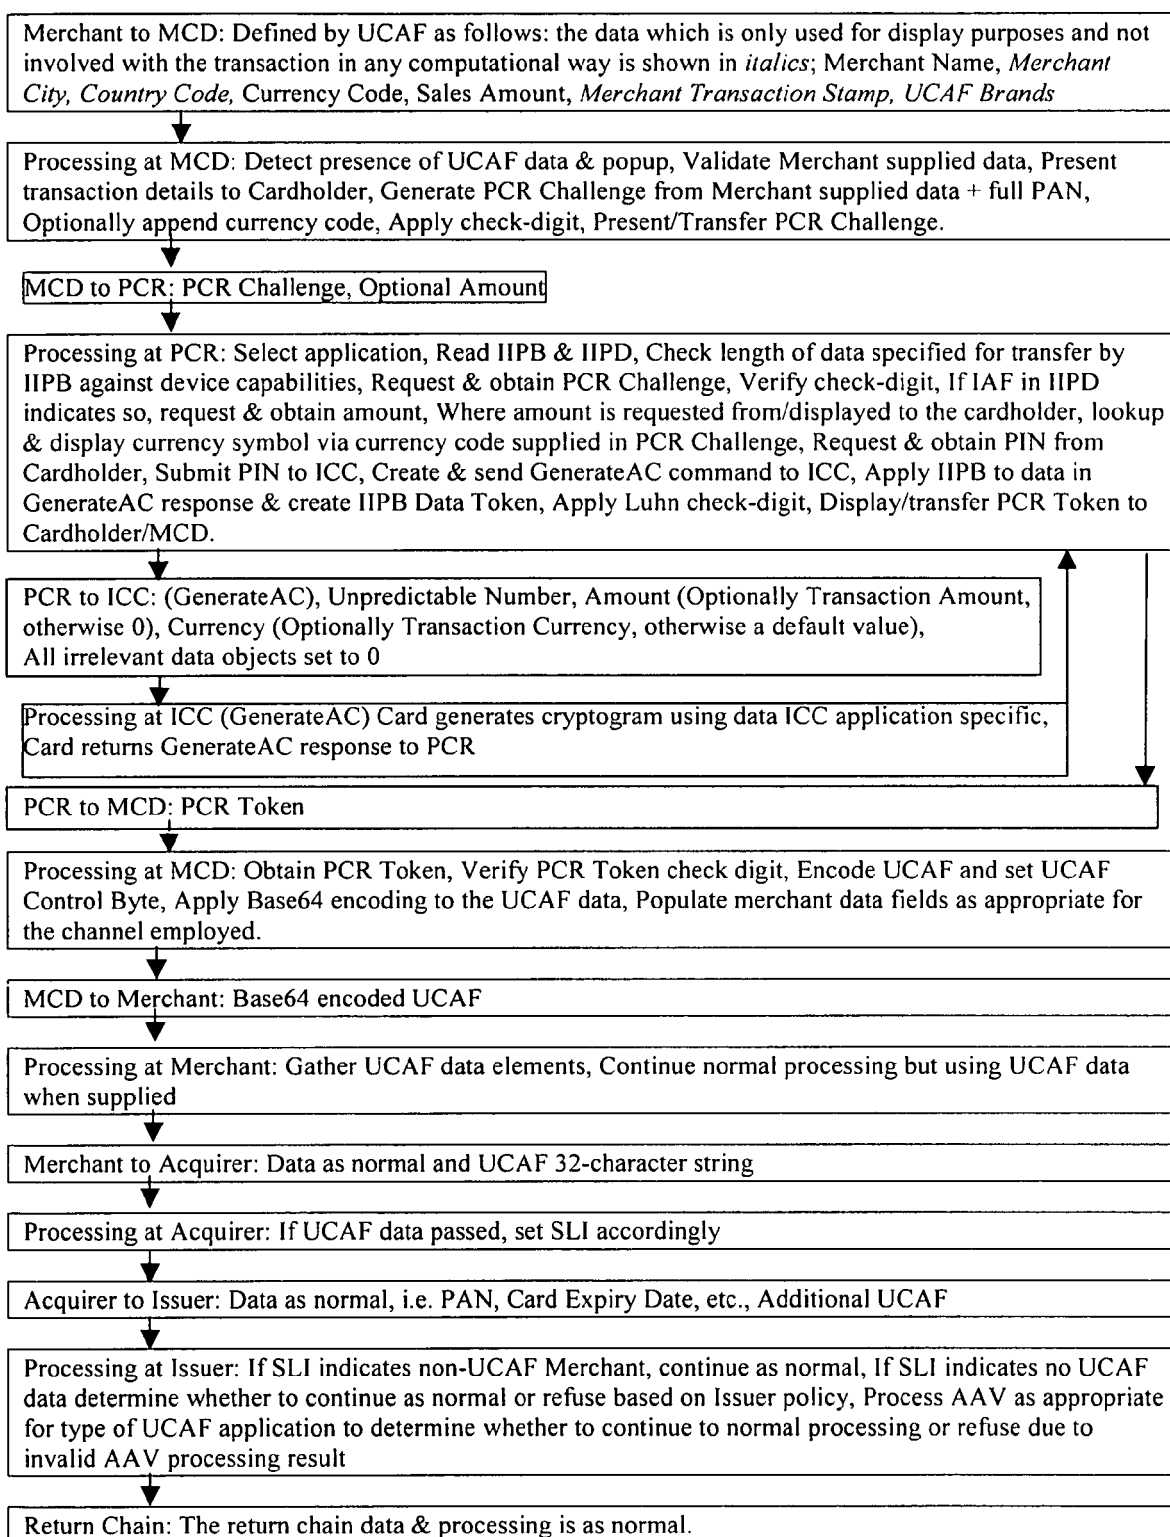 Merchant to MCD: Defined by UCAF as follows: the data which is only used for display purposes and not
involved with the transaction in any computational way is shown in italics; Merchant Name, Merchant
City, Country Code, Currency Code, Sales Amount, Merchant Transaction Stamp, UCAF Brands
Processing at MCD: Detect presence of UCAF data & popup, Validate Merchant supplied data, Present
transaction details to Cardholder, Generate PCR Challenge from Merchant supplied data + full PAN,
Optionally append currency code, Apply check-digit, Present/Transfer PCR Challenge.
MCD to PCR: PCR Challenge, Optional Amount
Processing at PCR: Select application, Read IIPB & IIPD, Check length of data specified for transfer by
IIPB against device capabilities, Request & obtain PCR Challenge, Verify check-digit, If IAF in IIPD
indicates so, request & obtain amount, Where amount is requested from/displayed to the cardholder, lookup
& display currency symbol via currency code supplied in PCR Challenge, Request & obtain PIN from
Cardholder, Submit PIN to ICC, Create & send GenerateAC command to ICC, Apply IIPB to data in
GenerateAC response & create IIPB Data Token, Apply Luhn check-digit, Display/transfer PCR Token to
Cardholder/MCD.
PCR to ICC: (GenerateAC), Unpredictable Number, Amount (Optionally Transaction Amount,
otherwise 0), Currency (Optionally Transaction Currency, otherwise a default value),
All irrelevant data objects set to 0
Processing at ICC (GenerateAC) Card generates cryptogram using data ICC application specific,
Card returns GenerateAC response to PCR
PCR to MCD: PCR Token
Processing at MCD: Obtain PCR Token, Verify PCR Token check digit, Encode UCAF and set UCAF
Control Byte, Apply Base64 encoding to the UCAF data, Populate merchant data fields as appropriate for
the channel employed.
MCD to Merchant: Base64 encoded UCAF
Processing at Merchant: Gather UCAF data elements, Continue normal processing but using UCAF data
when supplied
Merchant to Acquirer: Data as normal and UCAF 32-character string
Processing at Acquirer: If UCAF data passed, set SLI accordingly
Acquirer to Issuer: Data as normal, i.e. PAN, Card Expiry Date, etc., Additional UCAF
Processing at Issuer: If SLI indicates non-UCAF Merchant, continue as normal, If SLI indicates no UCAF
data determine whether to continue as normal or refuse based on Issuer policy, Process AAV as appropriate
for type of UCAF application to determine whether to continue to normal processing or refuse due to
invalid AAV processing result
Return Chain: The return chain data & processing is as normal.